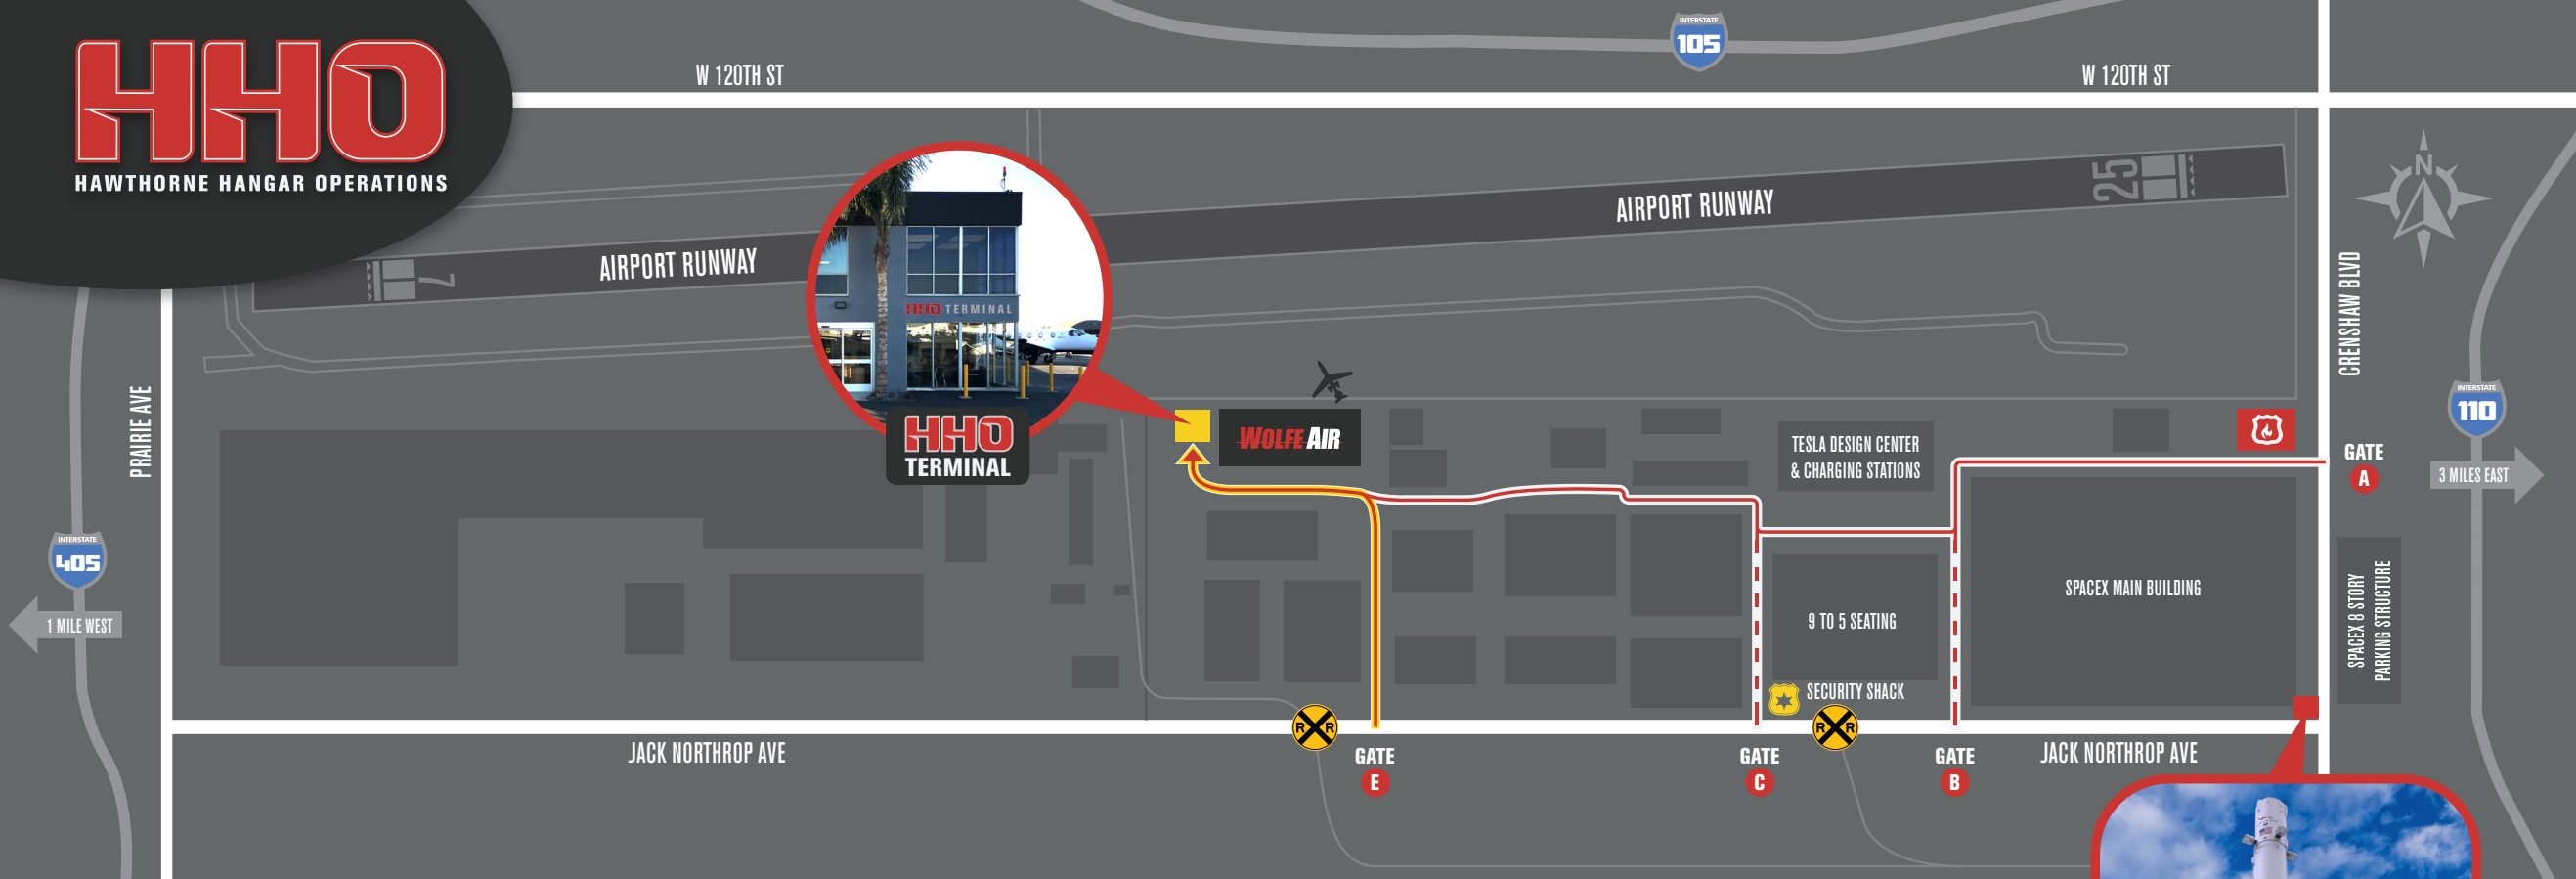 HHO
HAWTHORNE HANGAR OPERATIONS
INTERSTATE
105
W 120TH ST
W 120TH ST
N
25
AIRPORT RUNWAY
AIRPORT RUNWAY
7
HHO TERMINAL
CRENSHAW BLVD
PRAIRIE AVE
INTERSTATE
110
HHO
TERMINAL
WOLFE AIR
TESLA DESIGN CENTER
& CHARGING STATIONS
GATE
A
3 MILES EAST
INTERSTATE
405
1 MILE WEST
SPACEX MAIN BUILDING
9 TO 5 SEATING
SPACEX 8 STORY
PARKING STRUCTURE
SECURITY SHACK
R R
R R
JACK NORTHROP AVE
GATE
E
GATE
C
GATE
B
JACK NORTHROP AVE